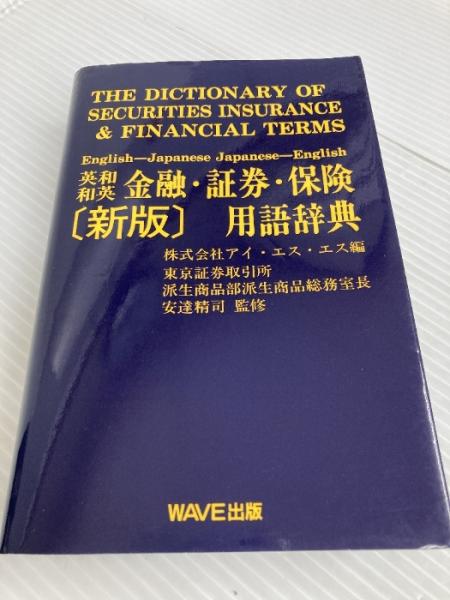 THE DICTIONARY OF
SECURITIES INSURANCE
& FINANCIAL TERMS
English—Japanese Japanese—English
英和
和英 金融・証券・保険
〔新版〕 用語辞典
株式会社アイ・エス・エス編
東京証券取引所
派生商品部派生商品総務室長
安達精司 監修
WAVE出版